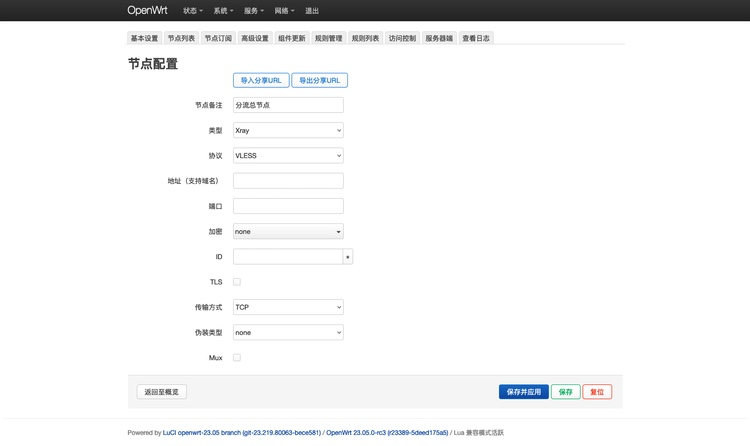 OpenWrt 状态 系统 服务 网络 退出
基本设置 节点列表 节点订阅 高级设置 组件更新 规则管理 规则列表 访问控制 服务器端 查看日志
节点配置
导入分享URL 导出分享URL
节点备注 分流总节点
类型 Xray
协议 VLESS
地址（支持域名）
端口
加密 none
ID *
TLS
传输方式 TCP
伪装类型 none
Mux
返回至概览 保存并应用 保存 复位
Powered by LuCI openwrt-23.05 branch (git-23.219.80063-bece581) / OpenWrt 23.05.0-rc3 (r23389-5deed175a5) / Lua 兼容模式活跃